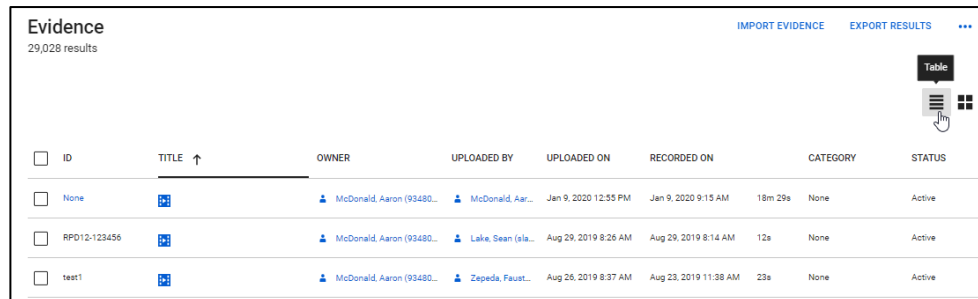 Evidence
IMPORT EVIDENCE EXPORT RESULTS
29,028 results
Table
ID TITLE OWNER UPLOADED BY UPLOADED ON RECORDED ON CATEGORY STATUS
None McDonald, Aaron (93480... McDonald, Aar... Jan 9, 2020 12:55 PM Jan 9, 2020 9:15 AM 18m 29s None Active
RPD12-123456 McDonald, Aaron (93480... Lake, Sean (sla... Aug 29, 2019 8:26 AM Aug 29, 2019 8:14 AM 12s None Active
test1 McDonald, Aaron (93480... Zepeda, Faust... Aug 26, 2019 8:37 AM Aug 23, 2019 11:38 AM 23s None Active